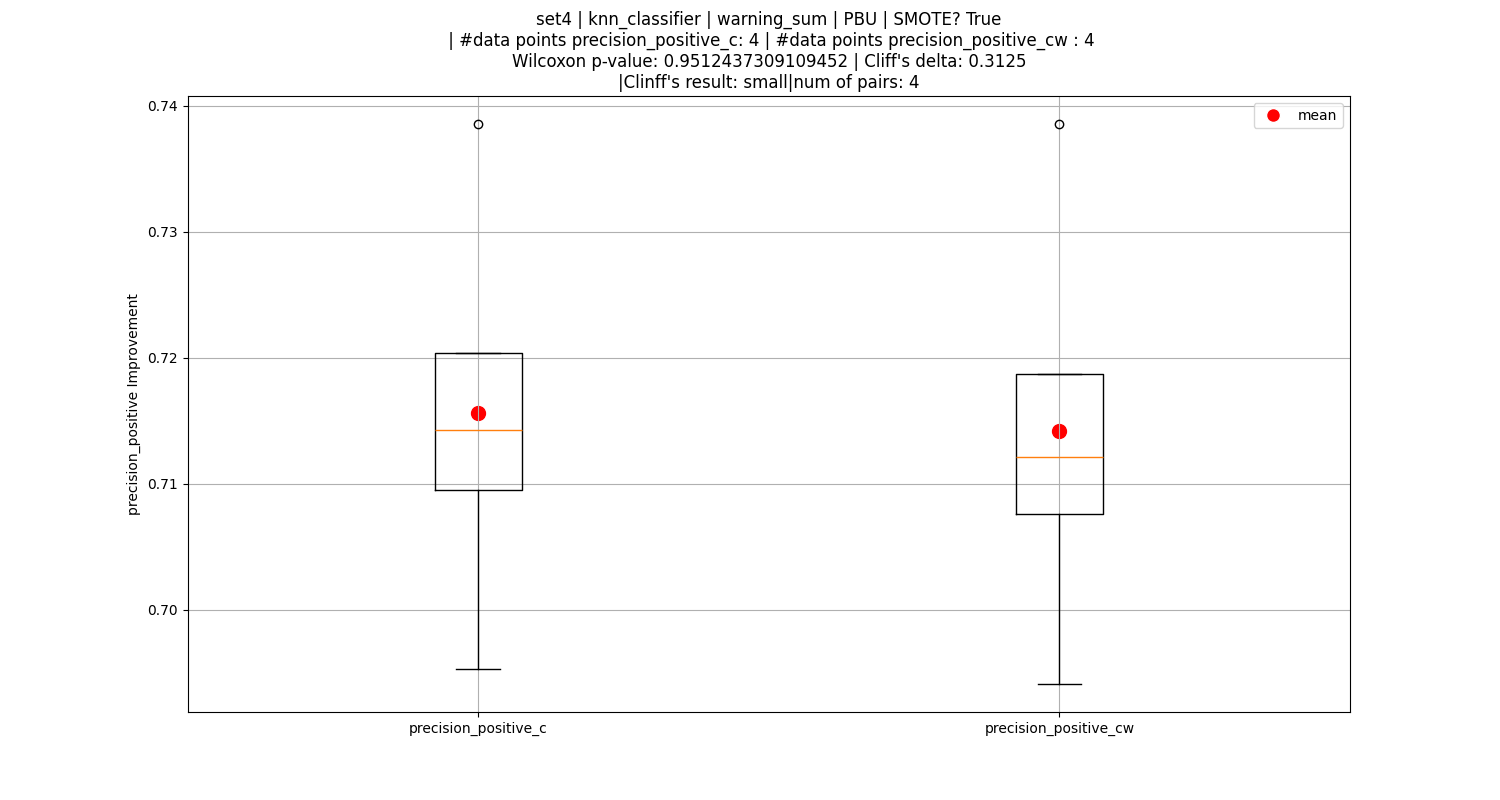 set4 | knn_classifier | warning_sum | PBU | SMOTE? True
| #data points precision_positive_c: 4 | #data points precision_positive_cw : 4
Wilcoxon p-value: 0.9512437309109452 | Cliff's delta: 0.3125
|Clinff's result: small|num of pairs: 4
mean
precision_positive Improvement
0.74
0.73
0.72
0.71
0.70
precision_positive_c
precision_positive_cw